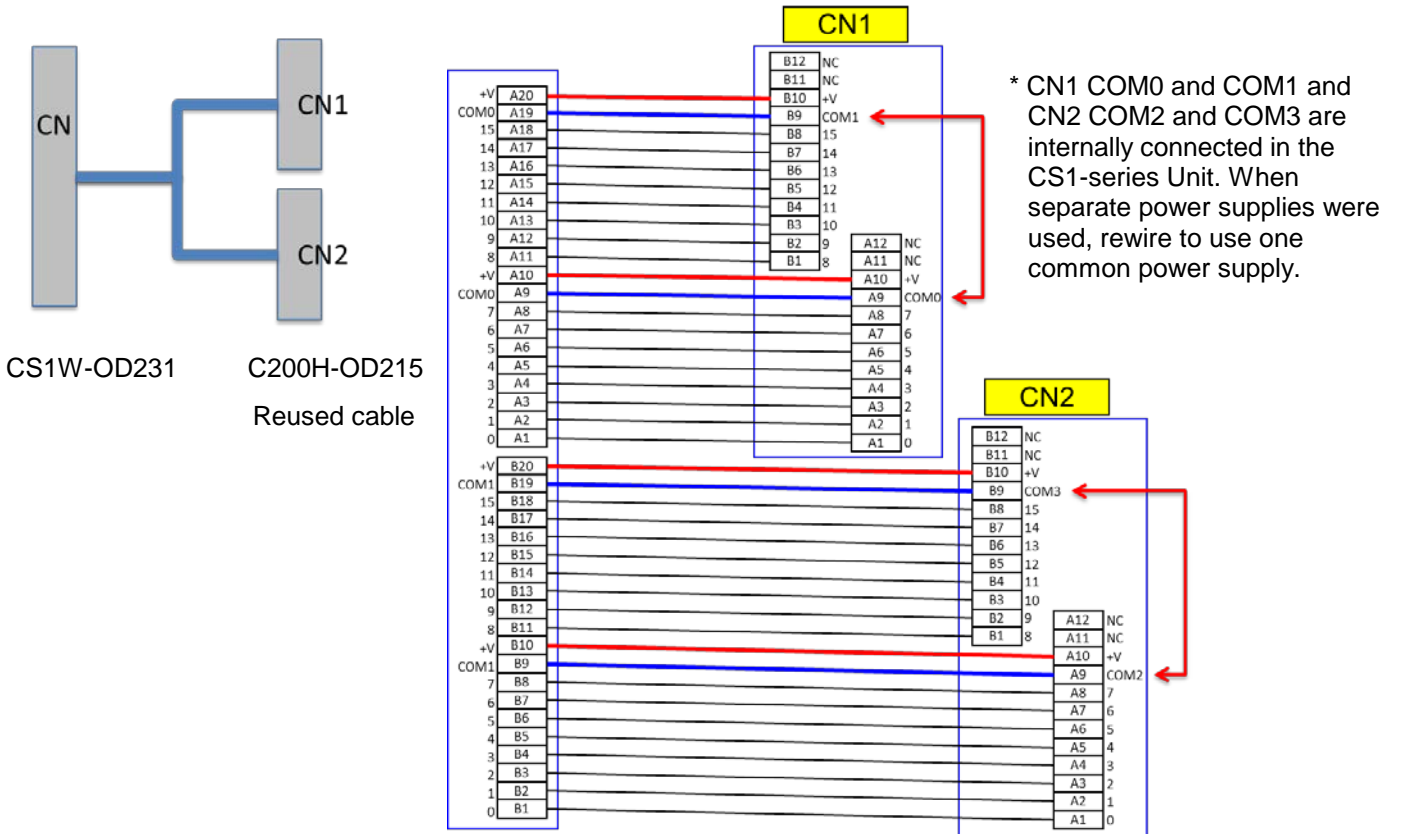 CN
CN1
CN2
CS1W-OD231
C200H-OD215
Reused cable
+V A20
COM0 A19
15 A18
14 A17
13 A16
12 A15
11 A14
10 A13
9 A12
8 A11
+V A10
COM0 A9
7 A8
6 A7
5 A6
4 A5
3 A4
2 A3
1 A2
0 A1
+V B20
COM1 B19
15 B18
14 B17
13 B16
12 B15
11 B14
10 B13
9 B12
8 B11
+V B10
COM1 B9
7 B8
6 B7
5 B6
4 B5
3 B4
2 B3
1 B2
0 B1
CN1
B12 NC
B11 NC
B10 +V
B9 COM1
B8 15
B7 14
B6 13
B5 12
B4 11
B3 10
B2 9
B1 8
A12 NC
A11 NC
A10 +V
A9 COM0
A8 7
A7 6
A6 5
A5 4
A4 3
A3 2
A2 1
A1 0
* CN1 COM0 and COM1 and
CN2 COM2 and COM3 are
internally connected in the
CS1-series Unit. When
separate power supplies were
used, rewire to use one
common power supply.
CN2
B12 NC
B11 NC
B10 +V
B9 COM3
B8 15
B7 14
B6 13
B5 12
B4 11
B3 10
B2 9
B1 8
A12 NC
A11 NC
A10 +V
A9 COM2
A8 7
A7 6
A6 5
A5 4
A4 3
A3 2
A2 1
A1 0